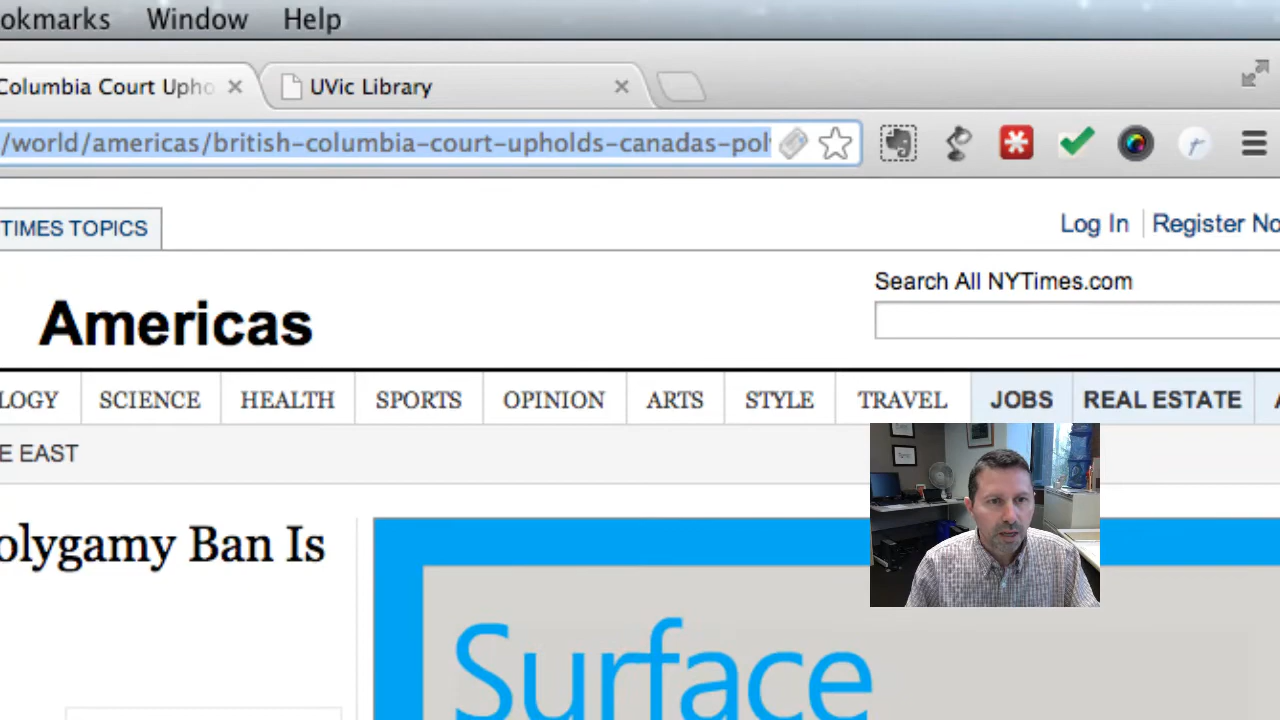 okmarks Window Help
Columbia Court Upho UVic Library
/world/americas/british-columbia-court-upholds-canadas-pol
TIMES TOPICS
Log In Register No
Search All NYTimes.com
Americas
LOGY SCIENCE HEALTH SPORTS OPINION ARTS STYLE TRAVEL JOBS REAL ESTATE
E EAST
olygamy Ban Is
Surface